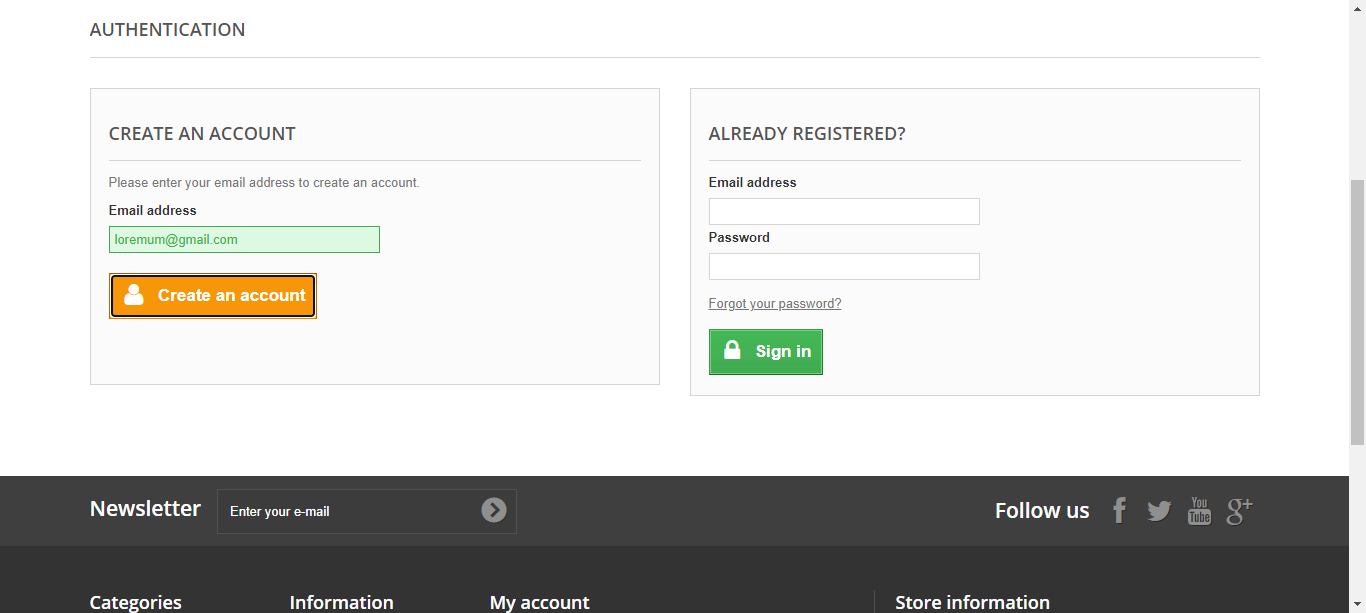 AUTHENTICATION
CREATE AN ACCOUNT
Please enter your email address to create an account.
Email address
loremum@gmail.com
Create an account
ALREADY REGISTERED?
Email address
Password
Forgot your password?
Sign in
Newsletter
Enter your e-mail
Follow us
You
Tube
g+
Categories
Information
My account
Store information